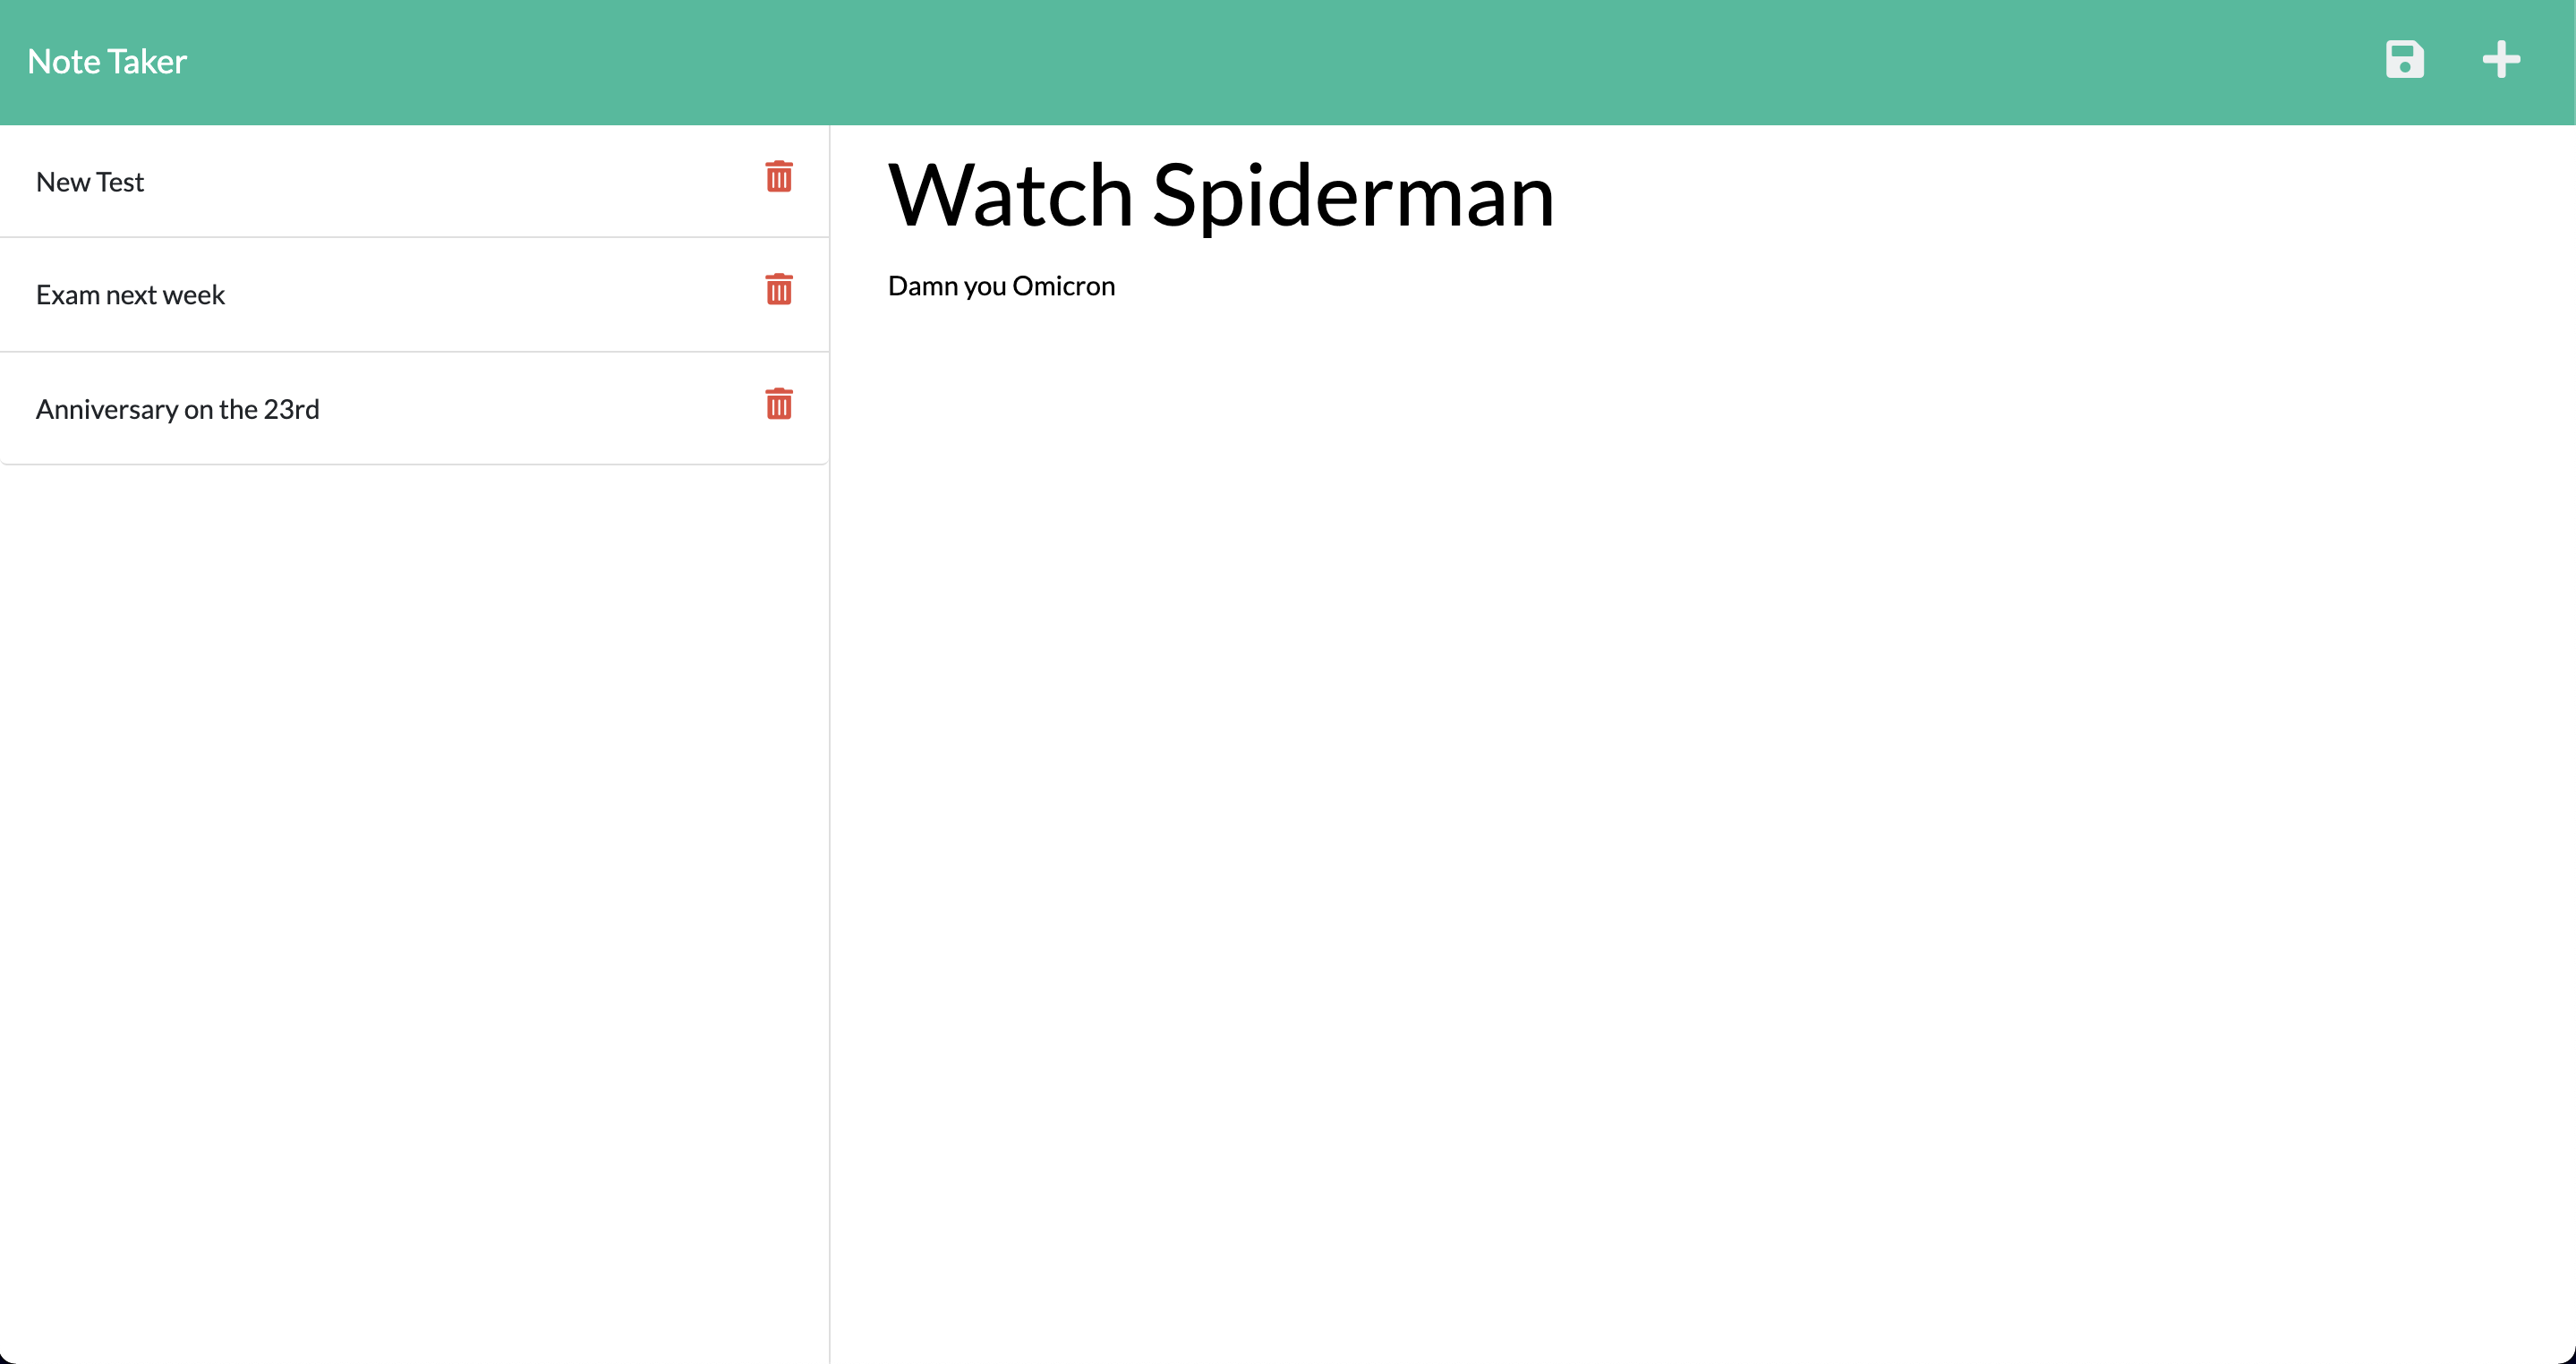 Note Taker
New Test
Exam next week
Anniversary on the 23rd
Watch Spiderman
Damn you Omicron